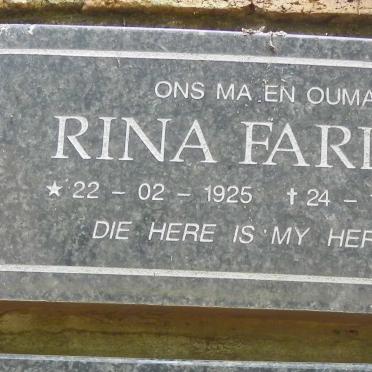 ONS MA EN OUMA
RINA FAR
★ 22 – 02 – 1925 † 24 –
DIE HERE IS MY HER